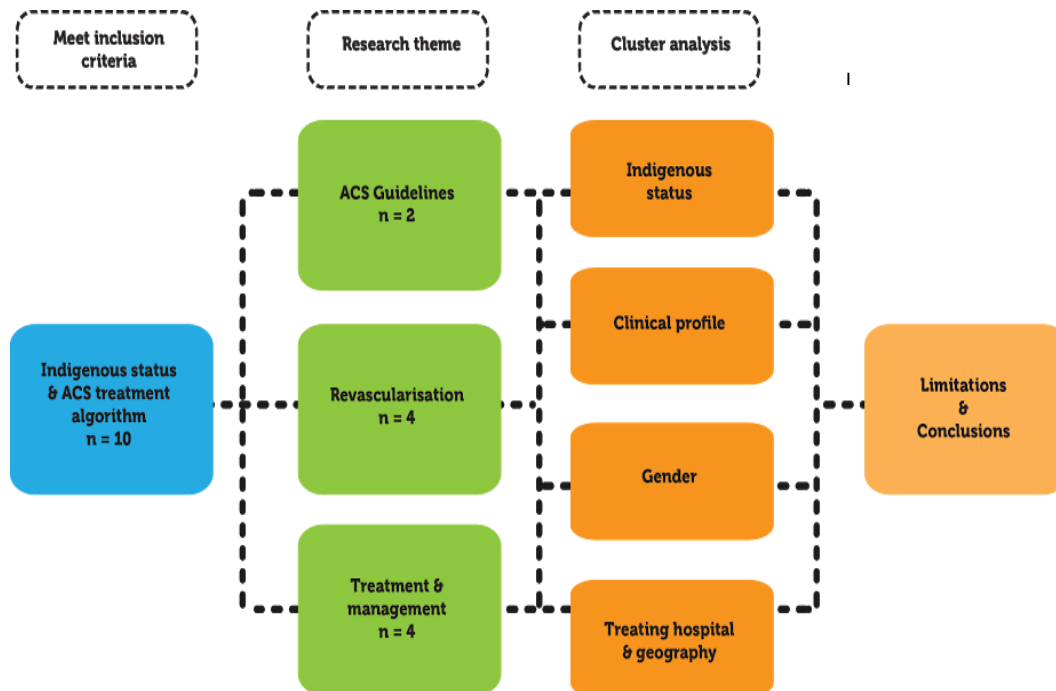 Meet inclusion
criteria
Research theme
Cluster analysis
I
Indigenous status
& ACS treatment
algorithm
n = 10
ACS Guidelines
n = 2
Revascularisation
n = 4
Treatment &
management
n = 4
Indigenous
status
Clinical profile
Gender
Treating hospital
& geography
Limitations
&
Conclusions